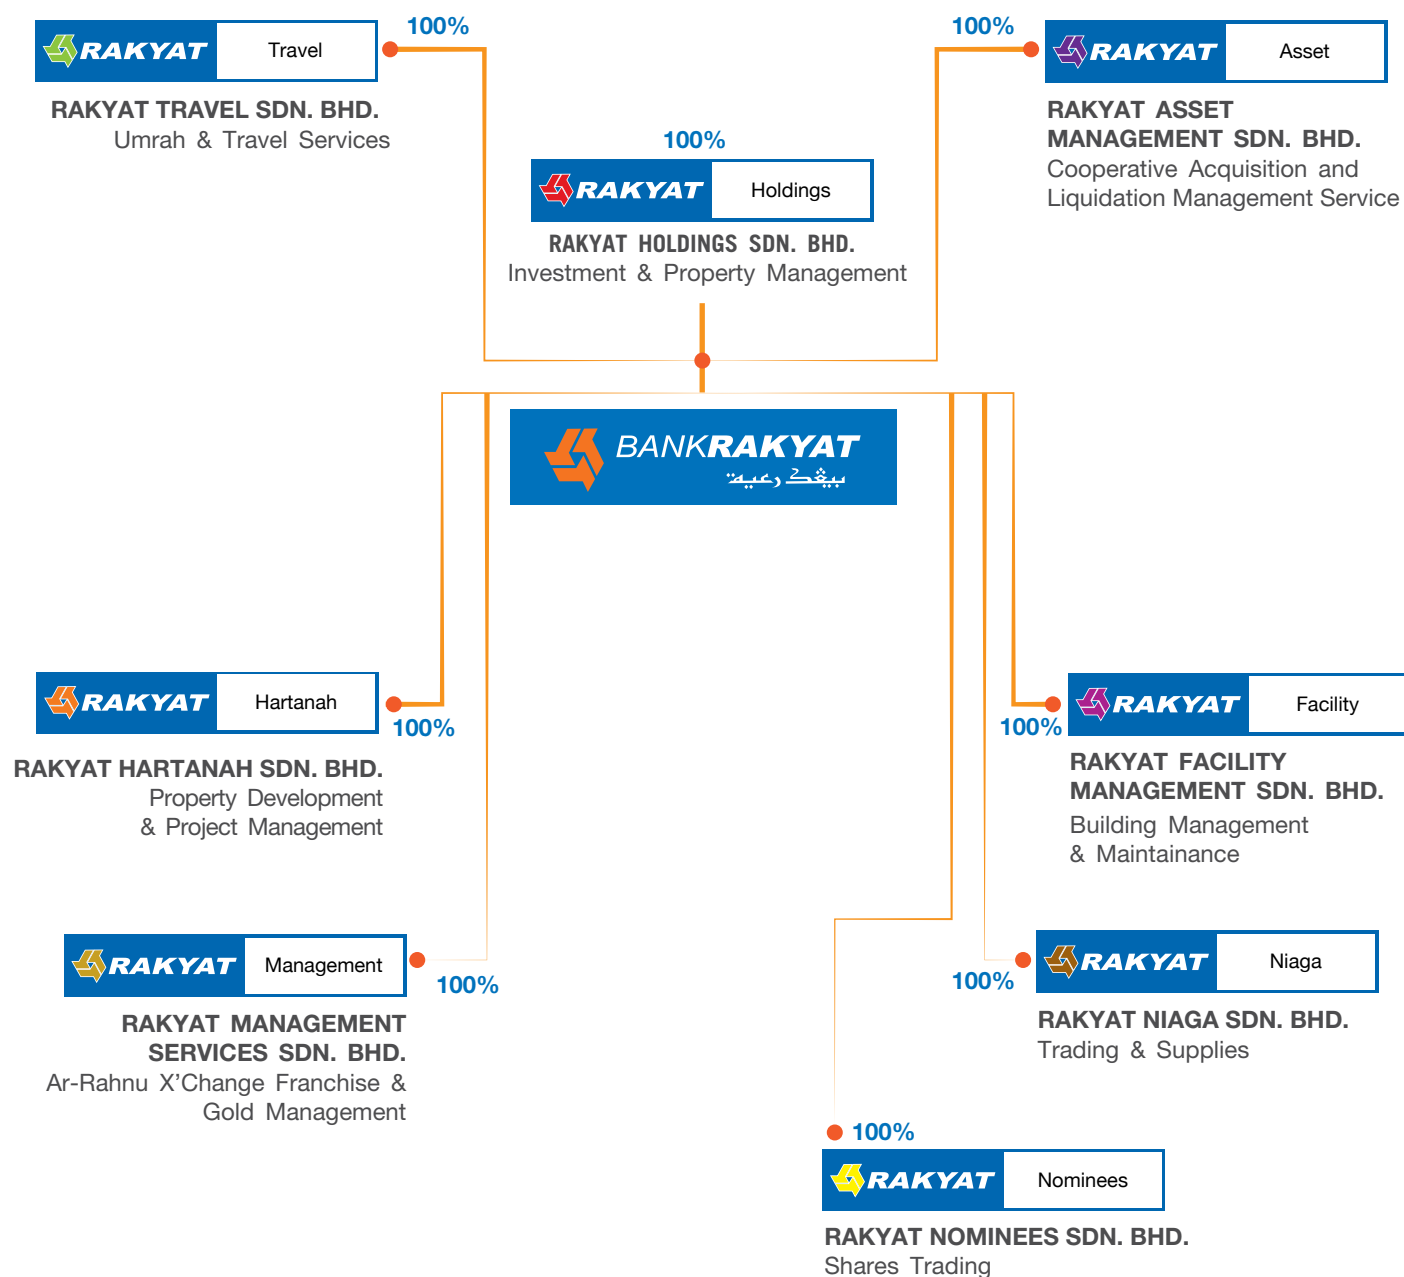 100%
RAKYAT Travel
RAKYAT TRAVEL SDN. BHD.
Umrah & Travel Services
100%
RAKYAT Asset
RAKYAT ASSET
MANAGEMENT SDN. BHD.
Cooperative Acquisition and
Liquidation Management Service
100%
RAKYAT Holdings
RAKYAT HOLDINGS SDN. BHD.
Investment & Property Management
BANKRAKYAT
بيڠک رعية
RAKYAT Hartanah
100%
RAKYAT HARTANAH SDN. BHD.
Property Development
& Project Management
RAKYAT Facility
100%
RAKYAT FACILITY
MANAGEMENT SDN. BHD.
Building Management
& Maintainance
RAKYAT Management
100%
RAKYAT MANAGEMENT
SERVICES SDN. BHD.
Ar-Rahnu X’Change Franchise &
Gold Management
RAKYAT Niaga
100%
RAKYAT NIAGA SDN. BHD.
Trading & Supplies
100%
RAKYAT Nominees
RAKYAT NOMINEES SDN. BHD.
Shares Trading